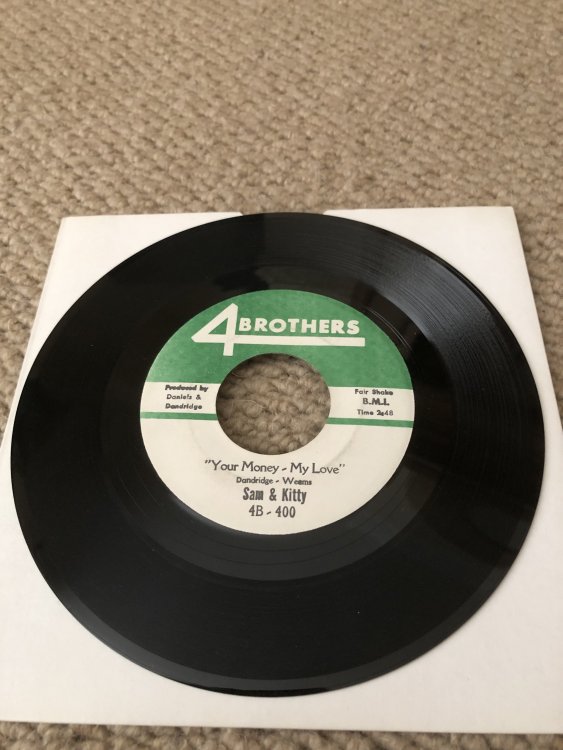 4 BROTHERS
Produced by
Daniels &
Dandridge
Fair Shake
B.M.I.
Time 2:48
"Your Money - My Love"
Dandridge - Weems
Sam & Kitty
4B - 400